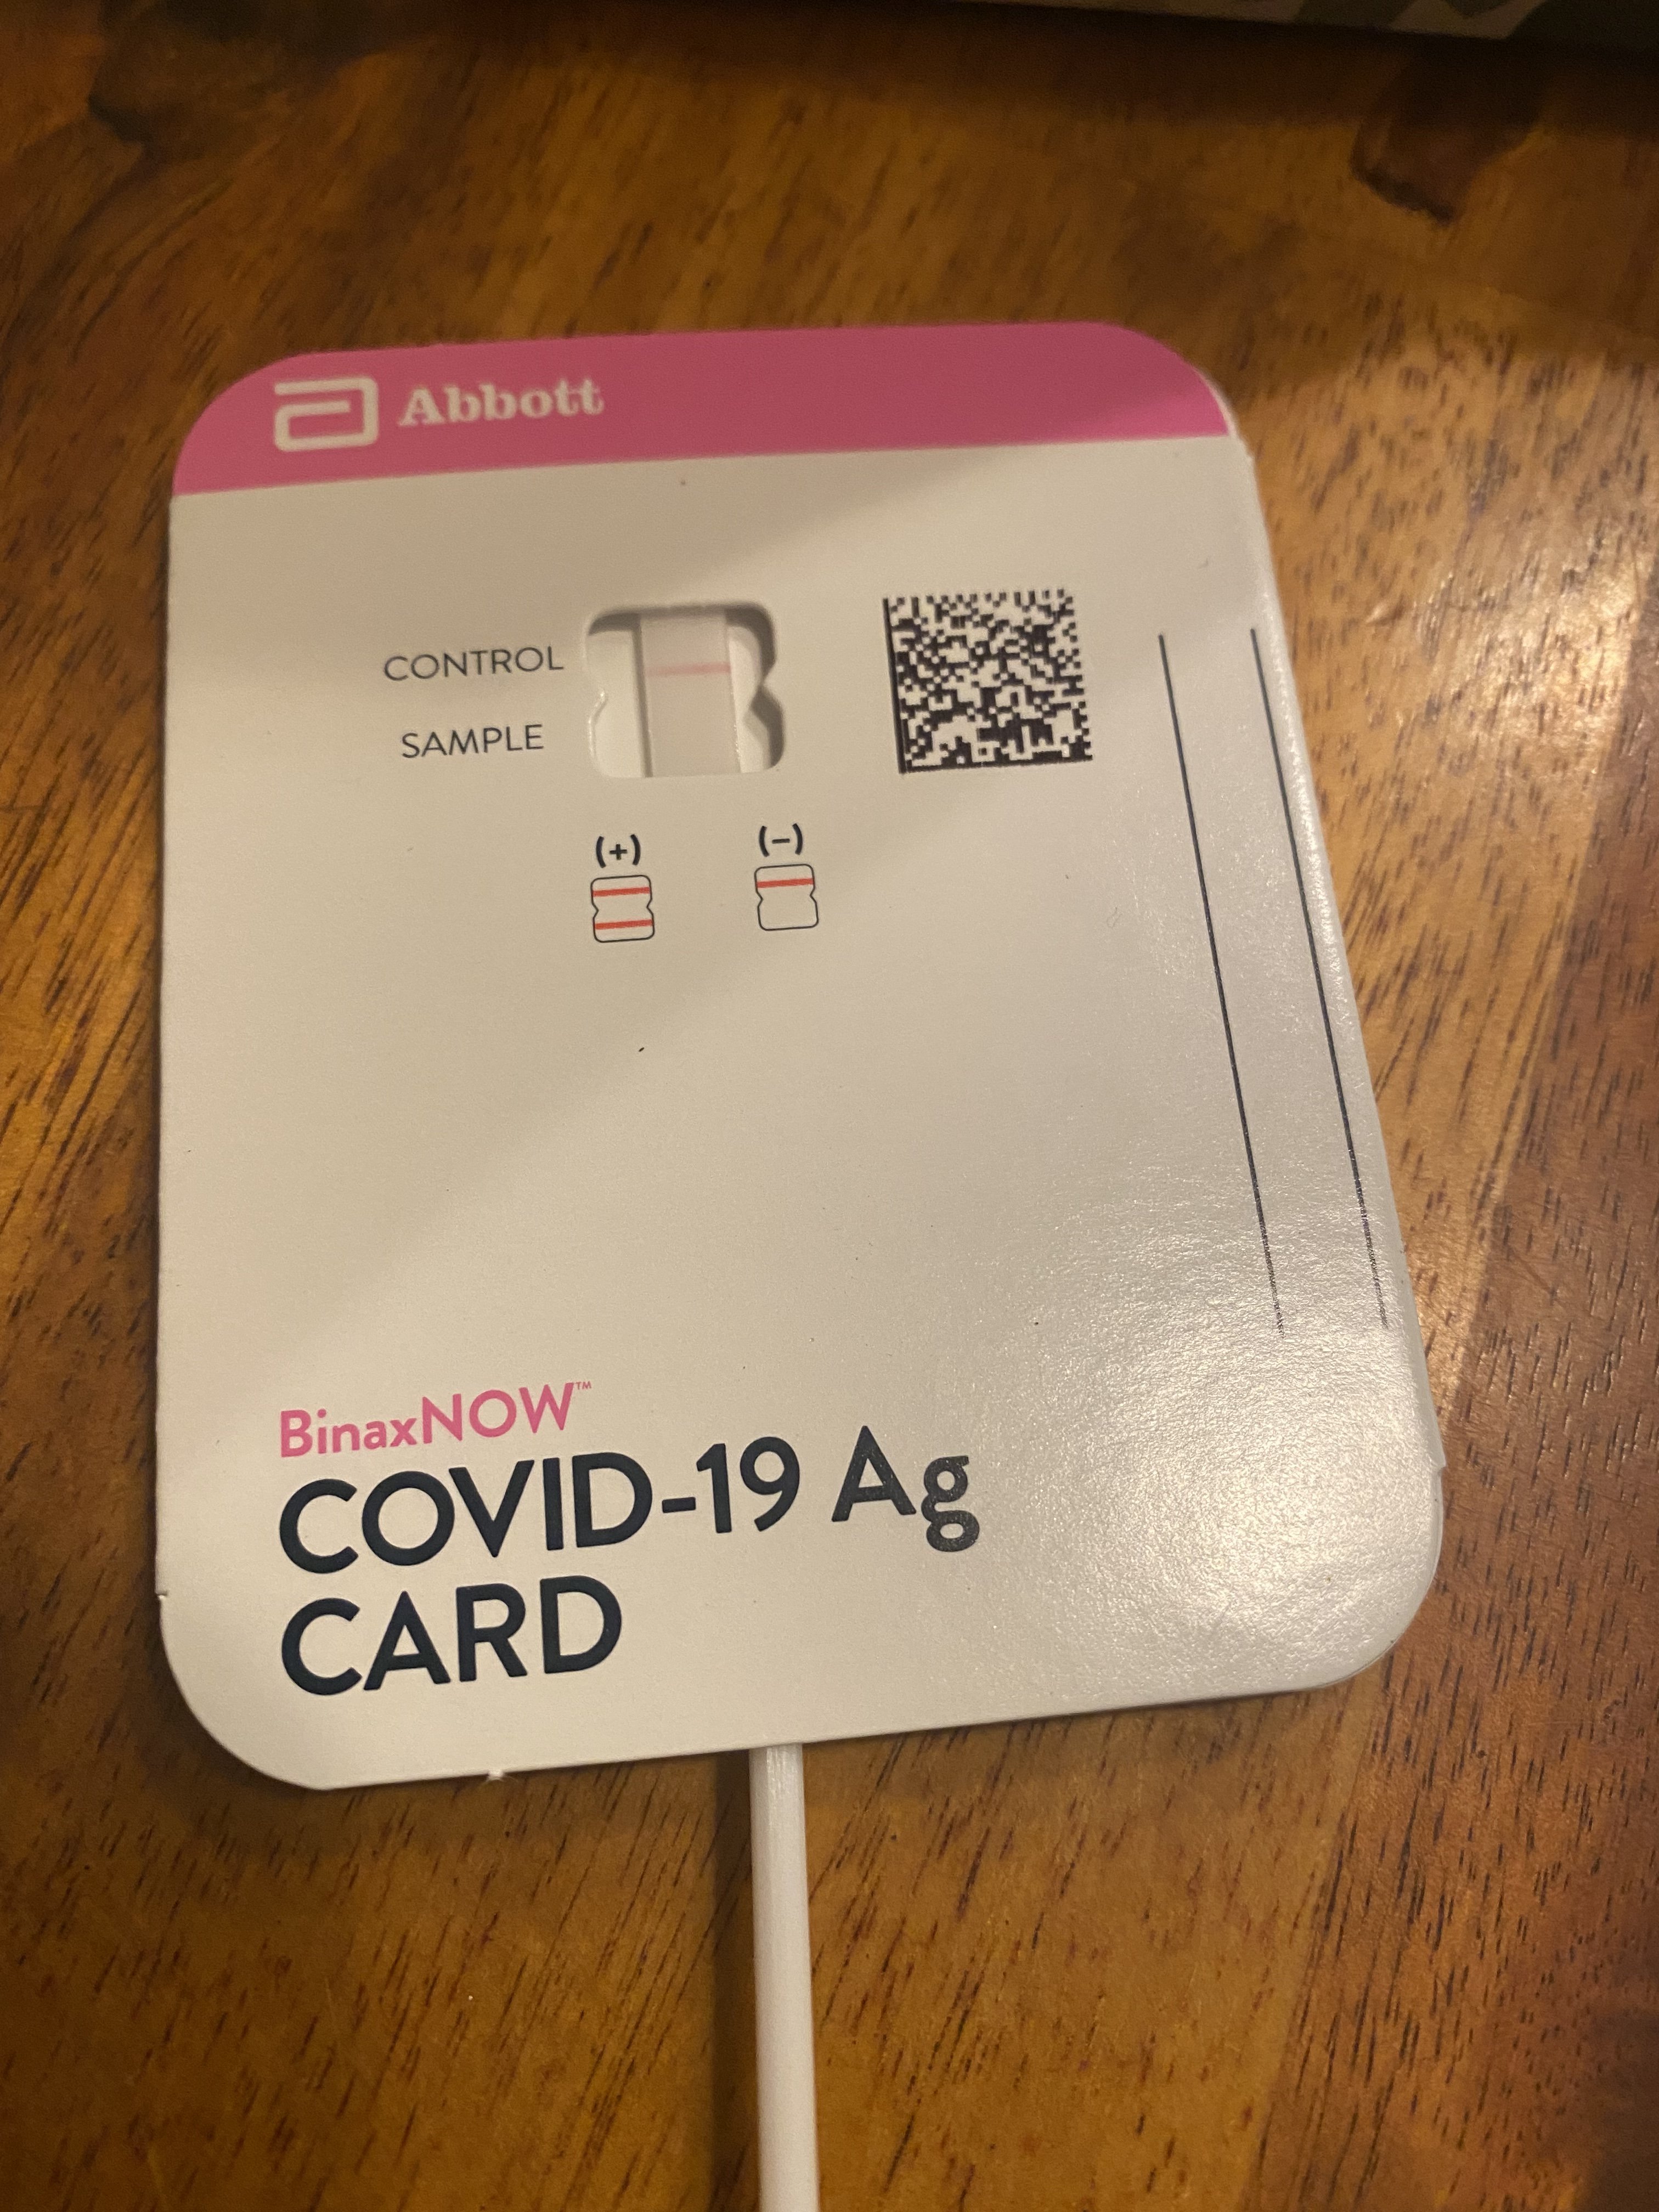 Abbott
CONTROL
SAMPLE
(+) (-)
BinaxNOW™
COVID-19 Ag
CARD